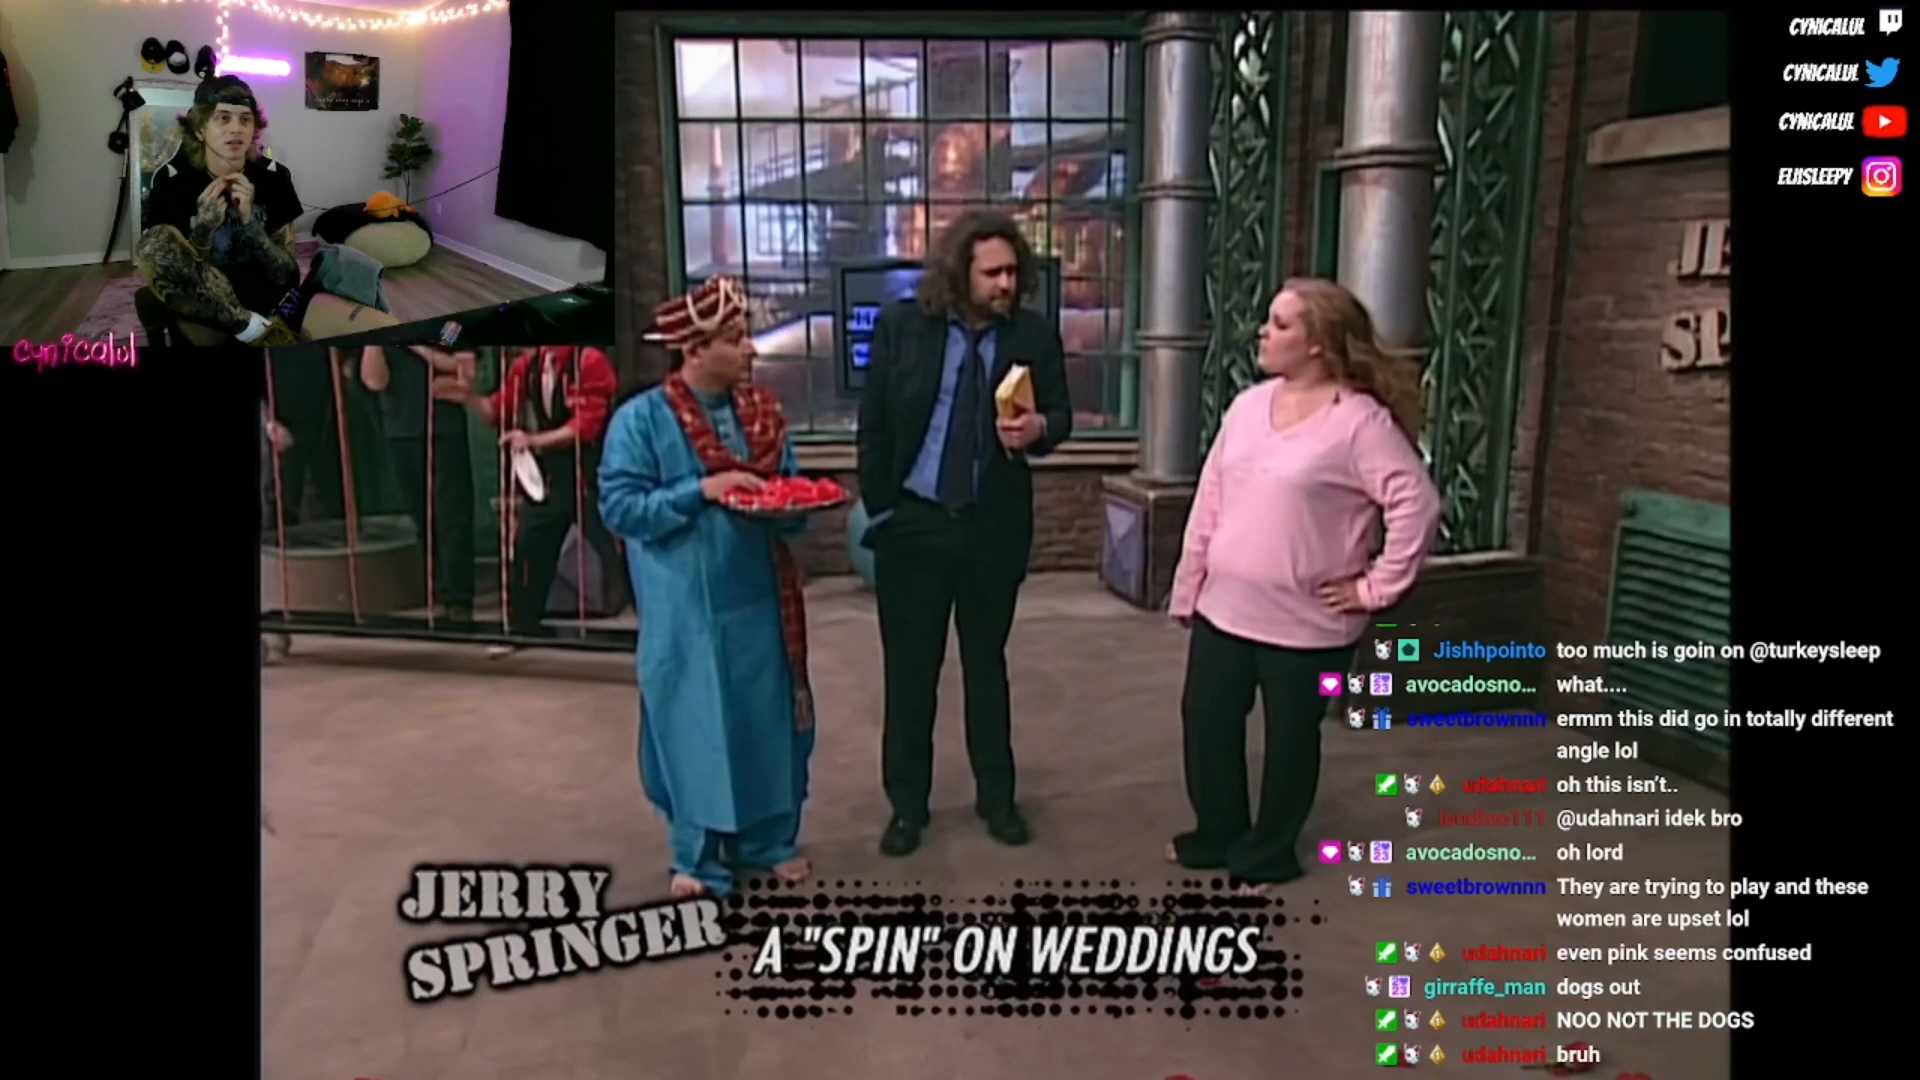 CYNICALUL
CYNICALUL
CYNICALUL
ELIISLEEPY
cynicalul
JE
SP
Jishhpointo too much is goin on @turkeysleep
avocadosno... what....
sweetbrownnn ermm this did go in totally different
angle lol
udahnari oh this isn't..
@udahnari idek bro
avocadosno... oh lord
sweetbrownnn They are trying to play and these
women are upset lol
udahnari even pink seems confused
girraffe_man dogs out
udahnari NOO NOT THE DOGS
udahnari bruh
JERRY
SPRINGER
A "SPIN" ON WEDDINGS